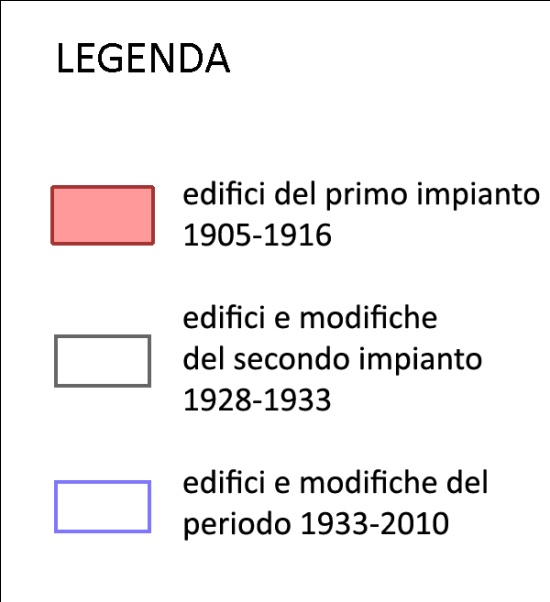 LEGENDA
edifici del primo impianto
1905-1916
edifici e modifiche
del secondo impianto
1928-1933
edifici e modifiche del
periodo 1933-2010